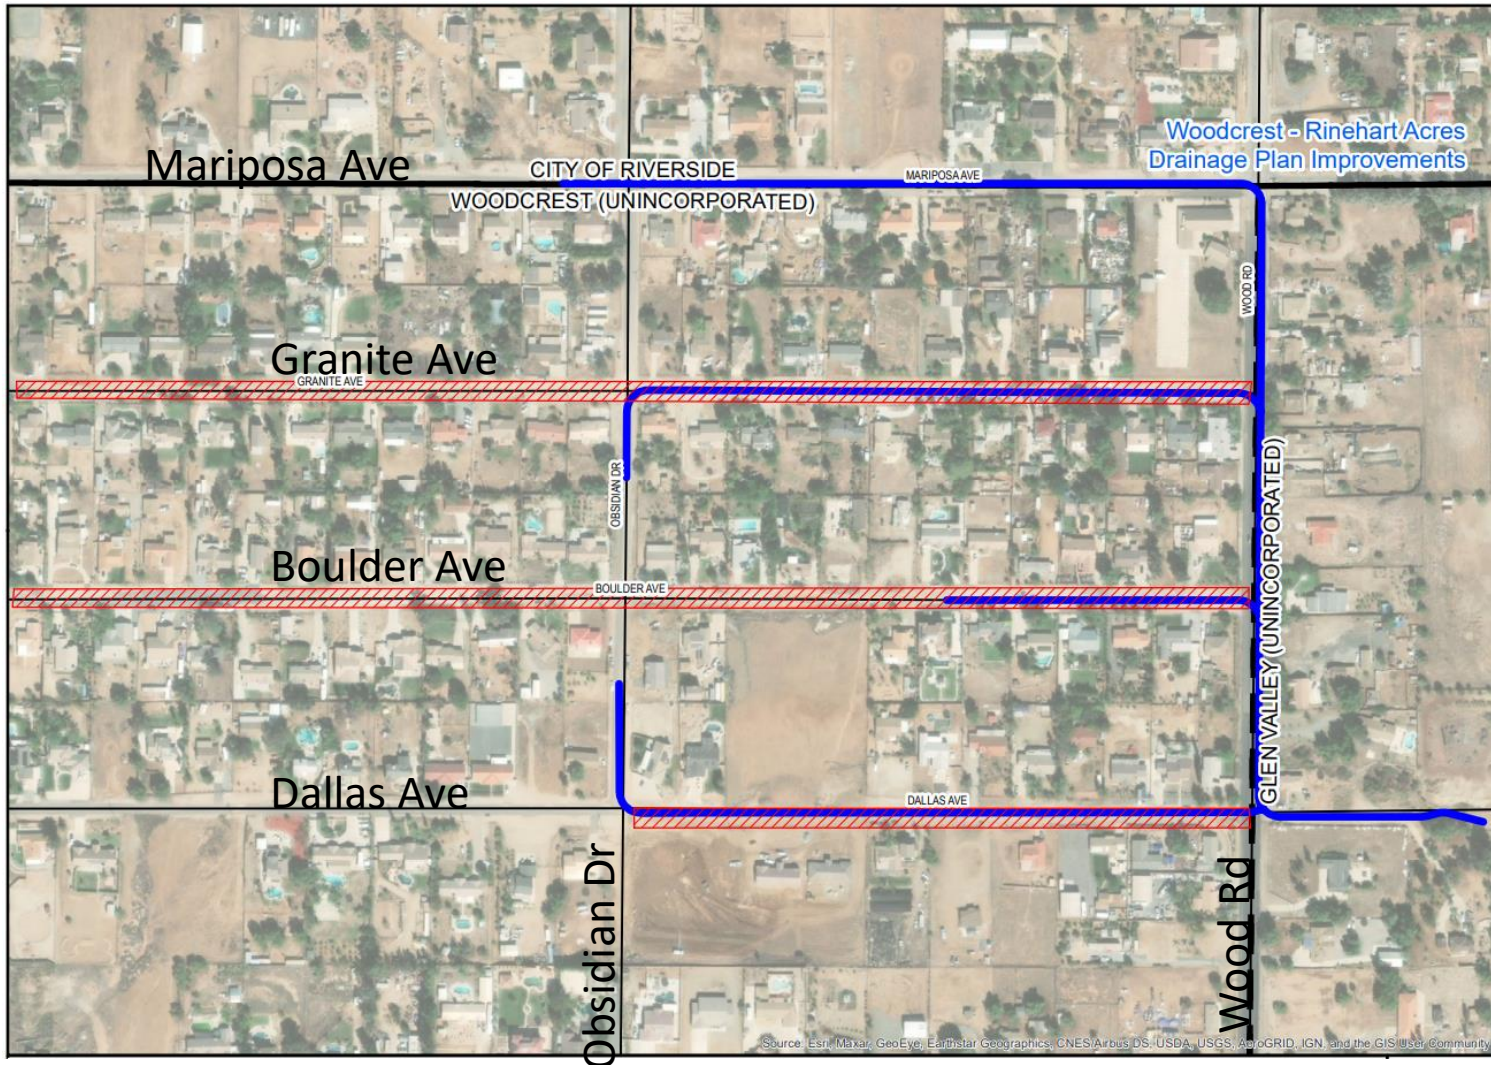 Woodcrest - Rinehart Acres
Drainage Plan Improvements
Mariposa Ave
CITY OF RIVERSIDE
MARIPOSA AVE
WOODCREST (UNINCORPORATED)
WOOD RD
Granite Ave
GRANITE AVE
OBSIDIAN DR
GLEN VALLEY (UNINCORPORATED)
Boulder Ave
BOULDER AVE
Dallas Ave
DALLAS AVE
Obsidian Dr
Wood Rd
Source: Esri, Maxar, GeoEye, Earthstar Geographics, CNES/Airbus DS, USDA, USGS, AeroGRID, IGN, and the GIS User Community